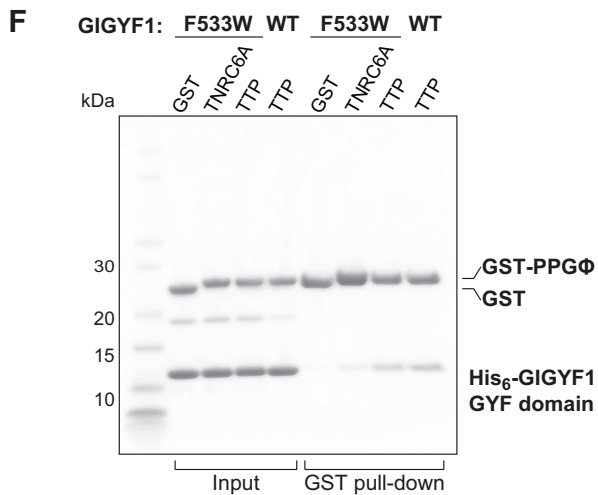 F
GIGYF1: F533W WT F533W WT
GST TNRC6A TTP TTP GST TNRC6A TTP TTP
kDa
30
20
15
10
GST-PPGΦ
GST
His₆-GIGYF1
GYF domain
Input GST pull-down